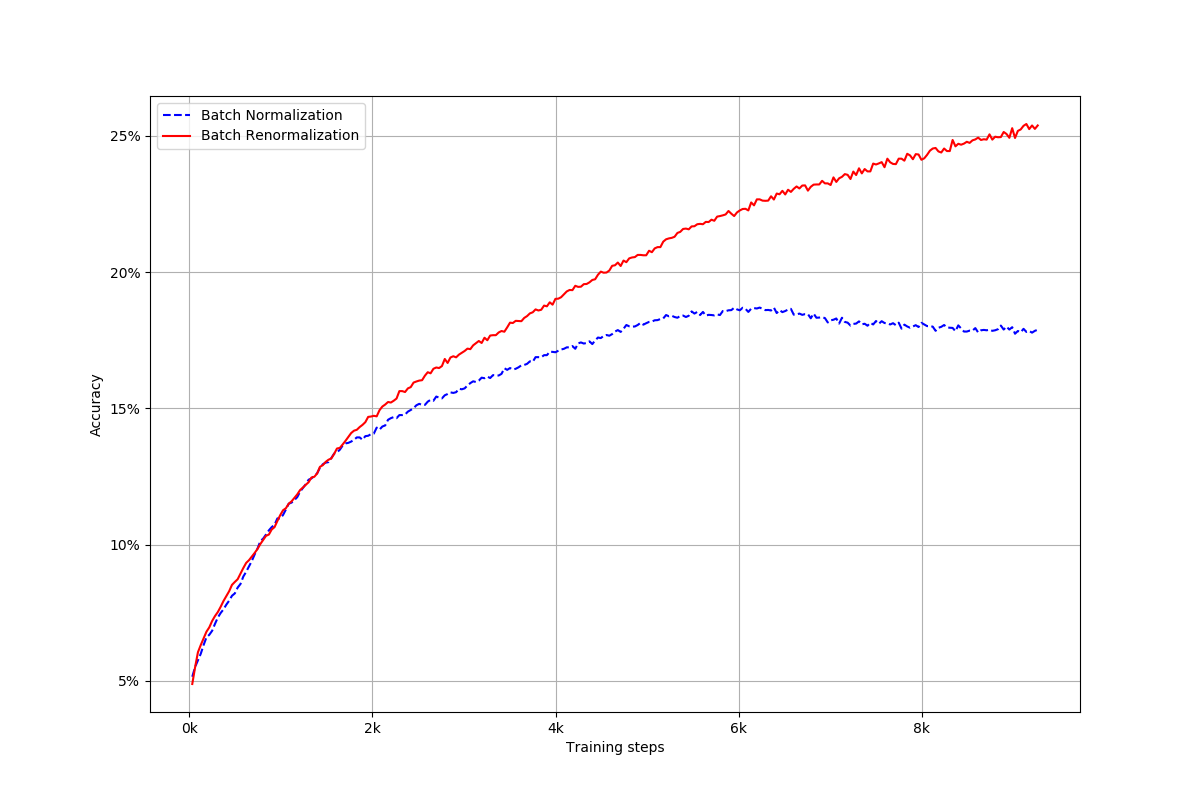 Batch Normalization
Batch Renormalization
25%
20%
15%
10%
5%
Accuracy
0k 2k 4k 6k 8k
Training steps